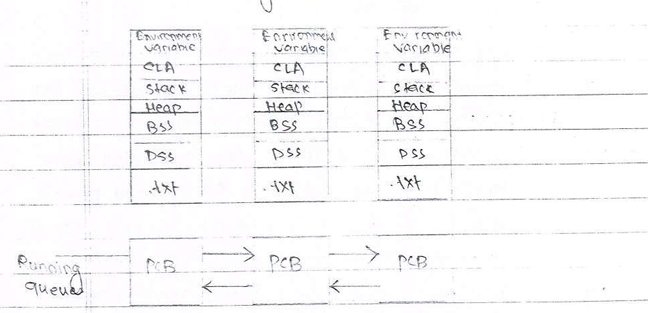 Environment Environment Environment
variable variable variable
CLA CLA CLA
Stack Stack Stack
Heap Heap Heap
BSS BSS BSS
DSS DSS DSS
.txt .txt .txt
Running PCB PCB PCB
queue